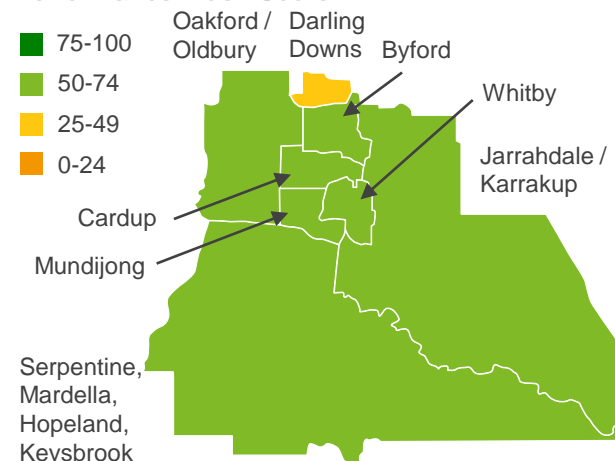 75-100
50-74
25-49
0-24
Oakford /
Oldbury
Darling
Downs
Byford
Whitby
Jarrahdale /
Karrakup
Cardup
Mundijong
Serpentine,
Mardella,
Hopeland,
Keysbrook